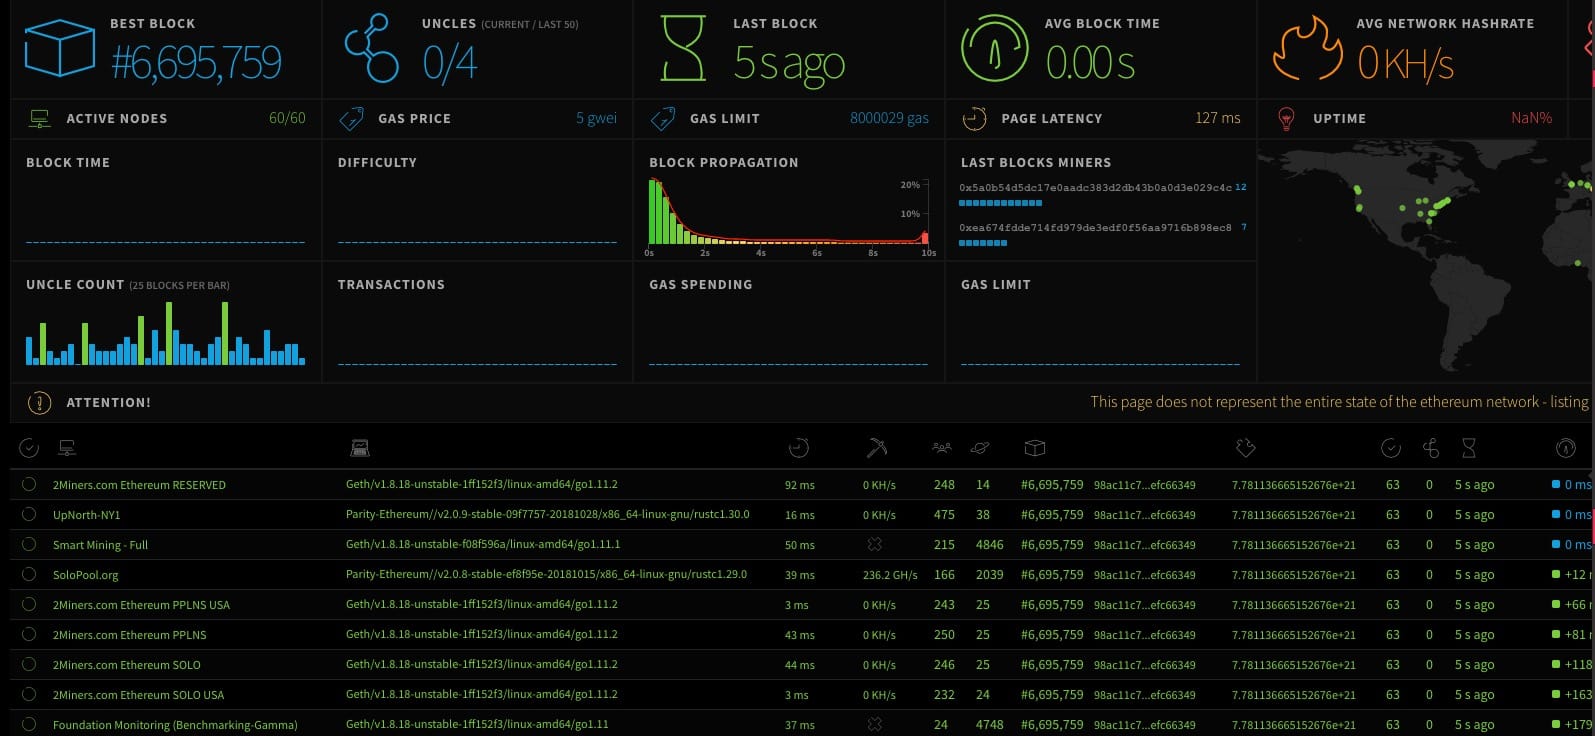 BEST BLOCK
#6,695,759
UNCLES (CURRENT / LAST 50)
0/4
LAST BLOCK
5 s ago
AVG BLOCK TIME
0.00 s
AVG NETWORK HASHRATE
0 KH/s
ACTIVE NODES 60/60
GAS PRICE 5 gwei
GAS LIMIT 8000029 gas
PAGE LATENCY 127 ms
UPTIME NaN%
BLOCK TIME
DIFFICULTY
BLOCK PROPAGATION
20%
10%
0s 2s 4s 6s 8s 10s
LAST BLOCKS MINERS
0x5a0b54d5dc17e0aadc383d2db43b0a0d3e029c4c 12
0xea674fdde714fd979de3edf0f56aa9716b898ec8 7
UNCLE COUNT (25 BLOCKS PER BAR)
TRANSACTIONS
GAS SPENDING
GAS LIMIT
ATTENTION! This page does not represent the entire state of the ethereum network - listing
2Miners.com Ethereum RESERVED Geth/v1.8.18-unstable-1ff152f3/linux-amd64/go1.11.2 92 ms 0 KH/s 248 14 #6,695,759 98ac11c7...efc66349 7.781136665152676e+21 63 0 5 s ago 0 ms
UpNorth-NY1 Parity-Ethereum//v2.0.9-stable-09f7757-20181028/x86_64-linux-gnu/rustc1.30.0 16 ms 0 KH/s 475 38 #6,695,759 98ac11c7...efc66349 7.781136665152676e+21 63 0 5 s ago 0 ms
Smart Mining - Full Geth/v1.8.18-unstable-f08f596a/linux-amd64/go1.11.1 50 ms 215 4846 #6,695,759 98ac11c7...efc66349 7.781136665152676e+21 63 0 5 s ago 0 ms
SoloPool.org Parity-Ethereum//v2.0.8-stable-ef8f95e-20181015/x86_64-linux-gnu/rustc1.29.0 39 ms 236.2 GH/s 166 2039 #6,695,759 98ac11c7...efc66349 7.781136665152676e+21 63 0 5 s ago +12
2Miners.com Ethereum PPLNS USA Geth/v1.8.18-unstable-1ff152f3/linux-amd64/go1.11.2 3 ms 0 KH/s 243 25 #6,695,759 98ac11c7...efc66349 7.781136665152676e+21 63 0 5 s ago +66
2Miners.com Ethereum PPLNS Geth/v1.8.18-unstable-1ff152f3/linux-amd64/go1.11.2 43 ms 0 KH/s 250 25 #6,695,759 98ac11c7...efc66349 7.781136665152676e+21 63 0 5 s ago +81
2Miners.com Ethereum SOLO Geth/v1.8.18-unstable-1ff152f3/linux-amd64/go1.11.2 44 ms 0 KH/s 246 25 #6,695,759 98ac11c7...efc66349 7.781136665152676e+21 63 0 5 s ago +118
2Miners.com Ethereum SOLO USA Geth/v1.8.18-unstable-1ff152f3/linux-amd64/go1.11.2 3 ms 0 KH/s 232 24 #6,695,759 98ac11c7...efc66349 7.781136665152676e+21 63 0 5 s ago +163
Foundation Monitoring (Benchmarking-Gamma) Geth/v1.8.18-unstable-1ff152f3/linux-amd64/go1.11 37 ms 24 4748 #6,695,759 98ac11c7...efc66349 7.781136665152676e+21 63 0 5 s ago +179